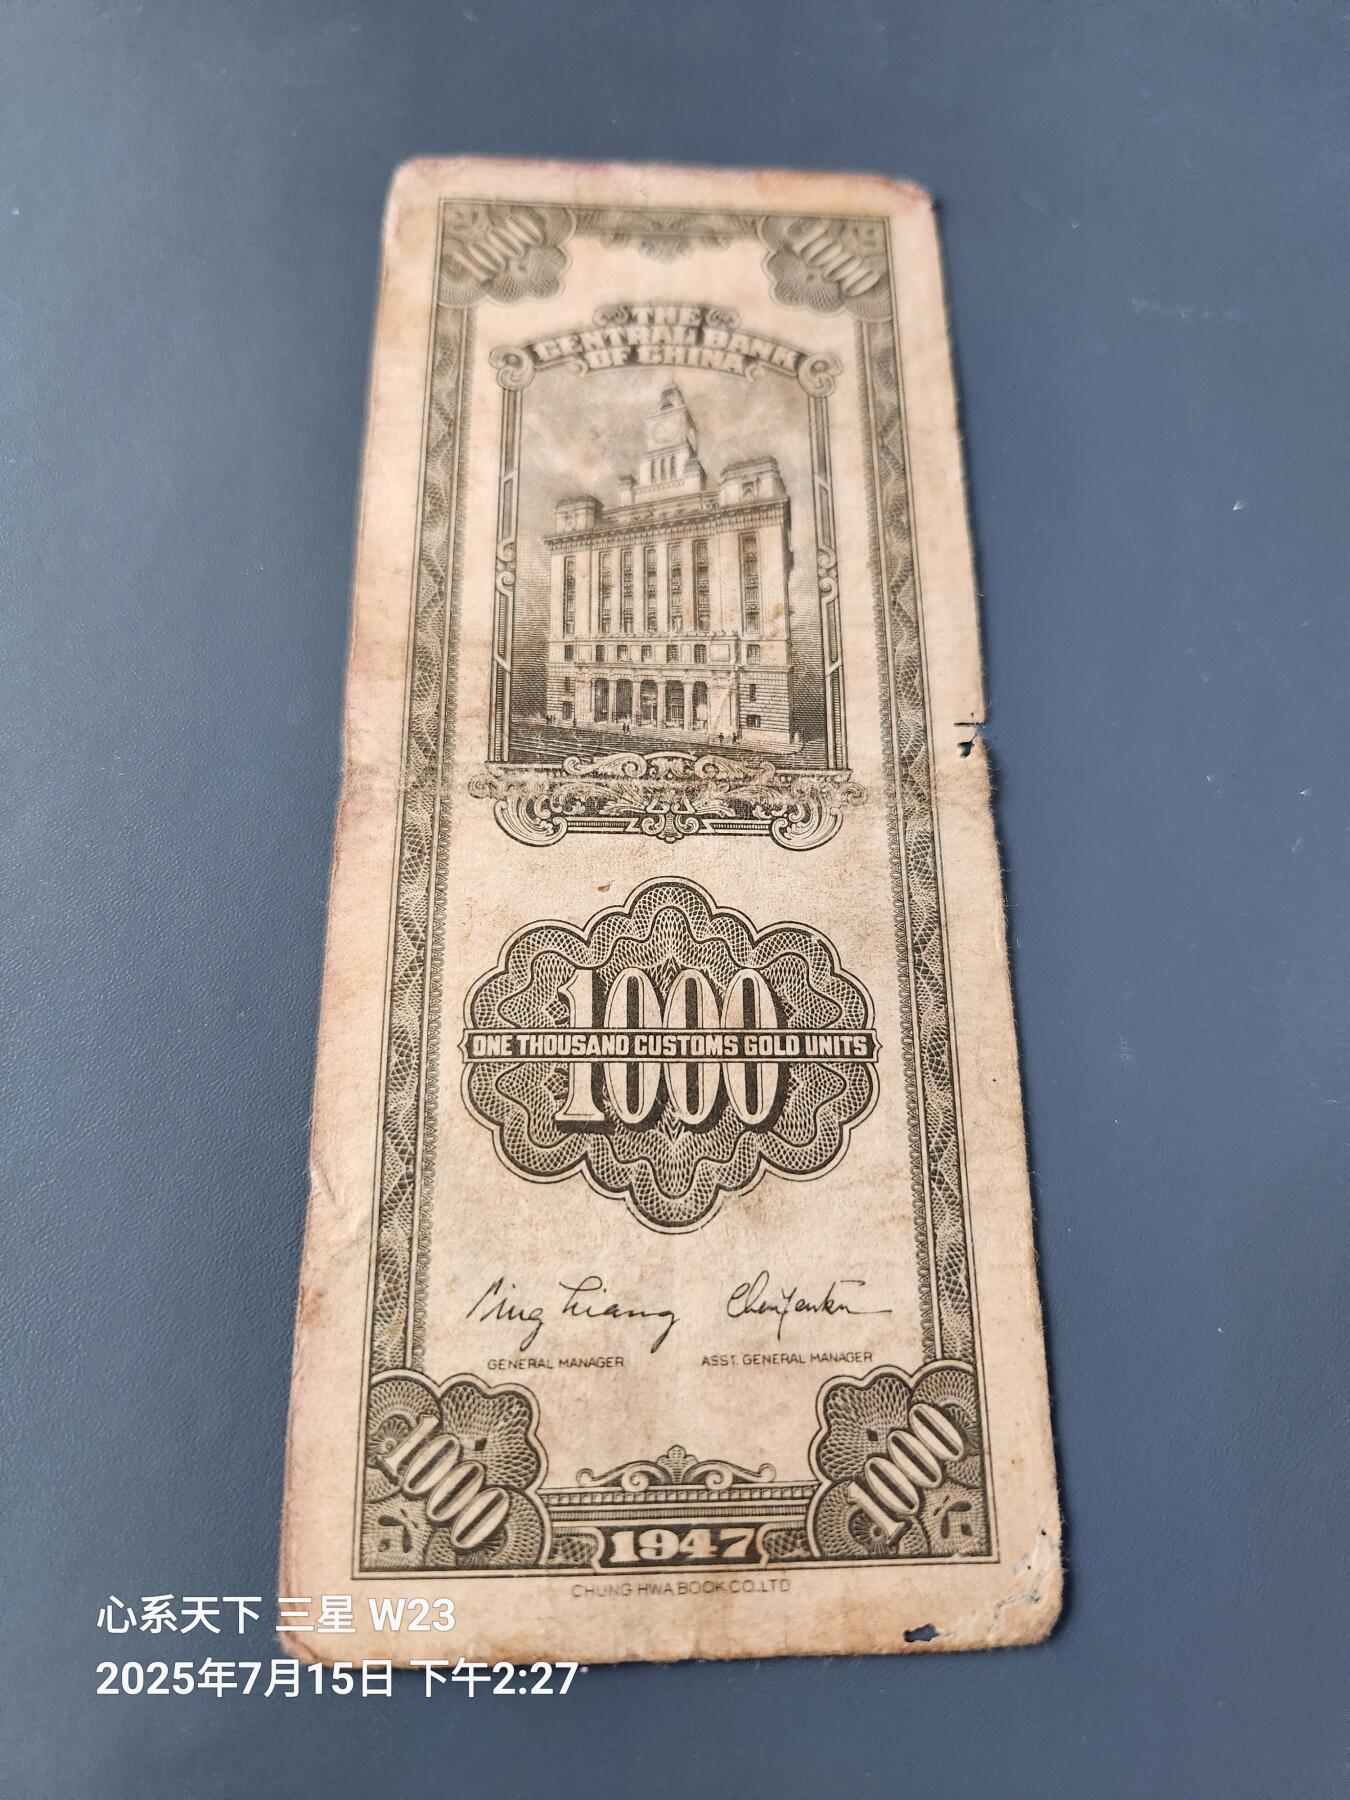 1000 1000
THE
CENTRAL BANK
OF CHINA
1000
ONE THOUSAND CUSTOMS GOLD UNITS
GENERAL MANAGER ASST. GENERAL MANAGER
1000 1000
1947
CHUNG HWA BOOK CO.LTD
心系天下 三星 W23
2025年7月15日 下午2:27